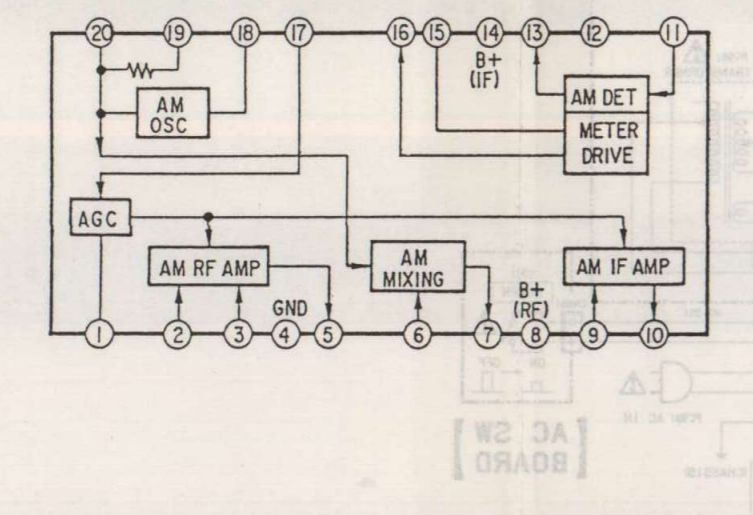 20 19 18 17 16 15 14 13 12 11
B+
(IF)
AM
OSC
AM DET
METER
DRIVE
AGC
AM RF AMP
AM
MIXING
AM IF AMP
GND
B+
(RF)
1 2 3 4 5 6 7 8 9 10
AC SW
BOARD
ON
OFF